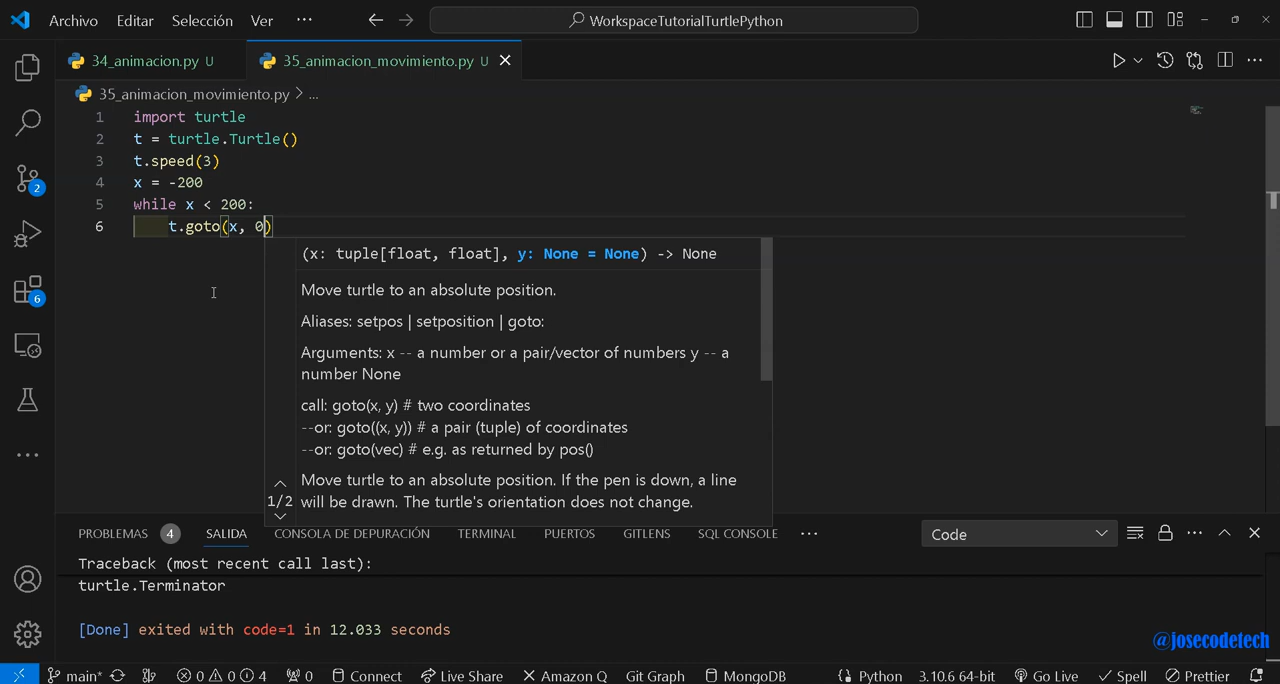 Archivo Editar Selección Ver ··· WorkspaceTutorialTurtlePython
34_animacion.py U 35_animacion_movimiento.py U
35_animacion_movimiento.py > ...
1 import turtle
2 t = turtle.Turtle()
3 t.speed(3)
4 x = -200
5 while x < 200:
6 t.goto(x, 0)
(x: tuple[float, float], y: None = None) -> None
Move turtle to an absolute position.
Aliases: setpos | setposition | goto:
Arguments: x -- a number or a pair/vector of numbers y -- a
number None
call: goto(x, y) # two coordinates
--or: goto((x, y)) # a pair (tuple) of coordinates
--or: goto(vec) # e.g. as returned by pos()
Move turtle to an absolute position. If the pen is down, a line
1/2 will be drawn. The turtle's orientation does not change.
2
6
PROBLEMAS 4 SALIDA CONSOLA DE DEPURACIÓN TERMINAL PUERTOS GITLENS SQL CONSOLE ··· Code
Traceback (most recent call last):
turtle.Terminator
[Done] exited with code=1 in 12.033 seconds
@josecodetech
main* 0 0 4 0 Connect Live Share Amazon Q Git Graph MongoDB Python 3.10.6 64-bit Go Live Spell Prettier